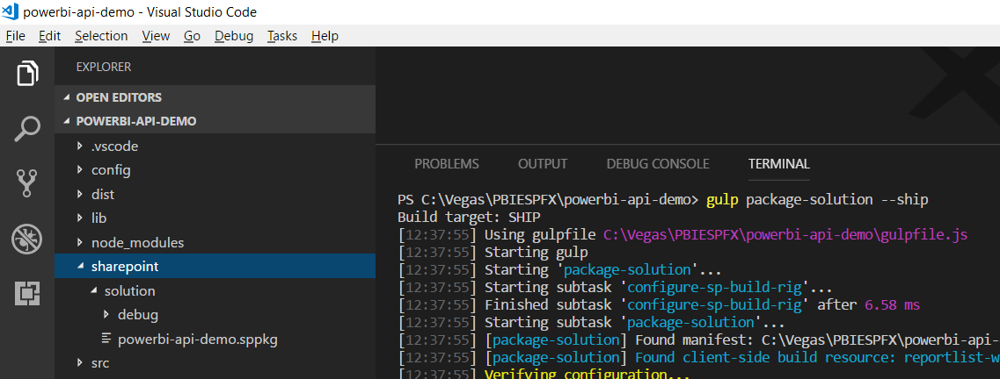 powerbi-api-demo - Visual Studio Code
File Edit Selection View Go Debug Tasks Help
EXPLORER
OPEN EDITORS
POWERBI-API-DEMO
.vscode
config
dist
lib
node_modules
sharepoint
solution
debug
powerbi-api-demo.sppkg
src
PROBLEMS OUTPUT DEBUG CONSOLE TERMINAL
PS C:\Vegas\PBIESPFX\powerbi-api-demo> gulp package-solution --ship
Build target: SHIP
[12:37:55] Using gulpfile C:\Vegas\PBIESPFX\powerbi-api-demo\gulpfile.js
[12:37:55] Starting gulp
[12:37:55] Starting 'package-solution'...
[12:37:55] Starting subtask 'configure-sp-build-rig'...
[12:37:55] Finished subtask 'configure-sp-build-rig' after 6.58 ms
[12:37:55] Starting subtask 'package-solution'...
[12:37:55] [package-solution] Found manifest: C:\Vegas\PBIESPFX\powerbi-api-
[12:37:55] [package-solution] Found client-side build resource: reportlist-w
[12:37:55] Verifying configuration...